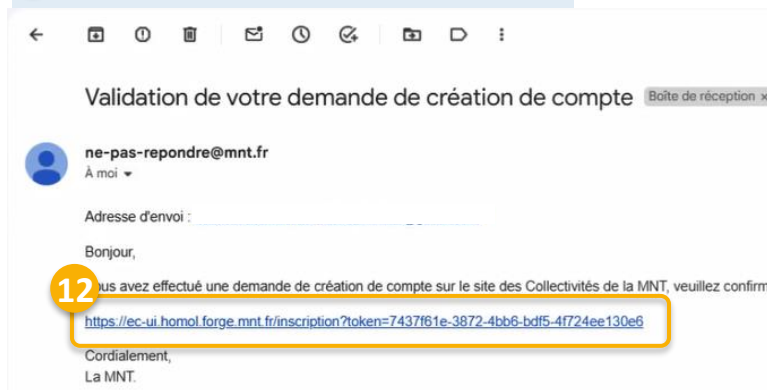 Validation de votre demande de création de compte Boîte de réception ×
ne-pas-repondre@mnt.fr
À moi
Adresse d'envoi :
Bonjour,
12
avez effectué une demande de création de compte sur le site des Collectivités de la MNT, veuillez
https://ec-ui.homol.forge.mnt.fr/inscription?token=7437f61e-3872-4bb6-bdf5-4f724ee130e6
Cordialement,
La MNT.